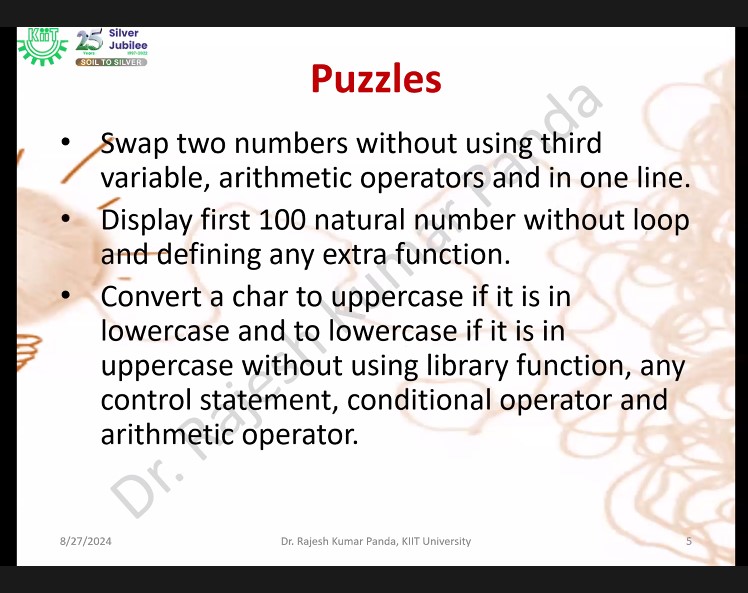 KIIT
25 Years
Silver
Jubilee
1997-2022
SOIL TO SILVER
Puzzles
• Swap two numbers without using third
variable, arithmetic operators and in one line.
• Display first 100 natural number without loop
and defining any extra function.
• Convert a char to uppercase if it is in
lowercase and to lowercase if it is in
uppercase without using library function, any
control statement, conditional operator and
arithmetic operator.
Dr. Rajesh Kumar Panda
8/27/2024
Dr. Rajesh Kumar Panda, KIIT University
5